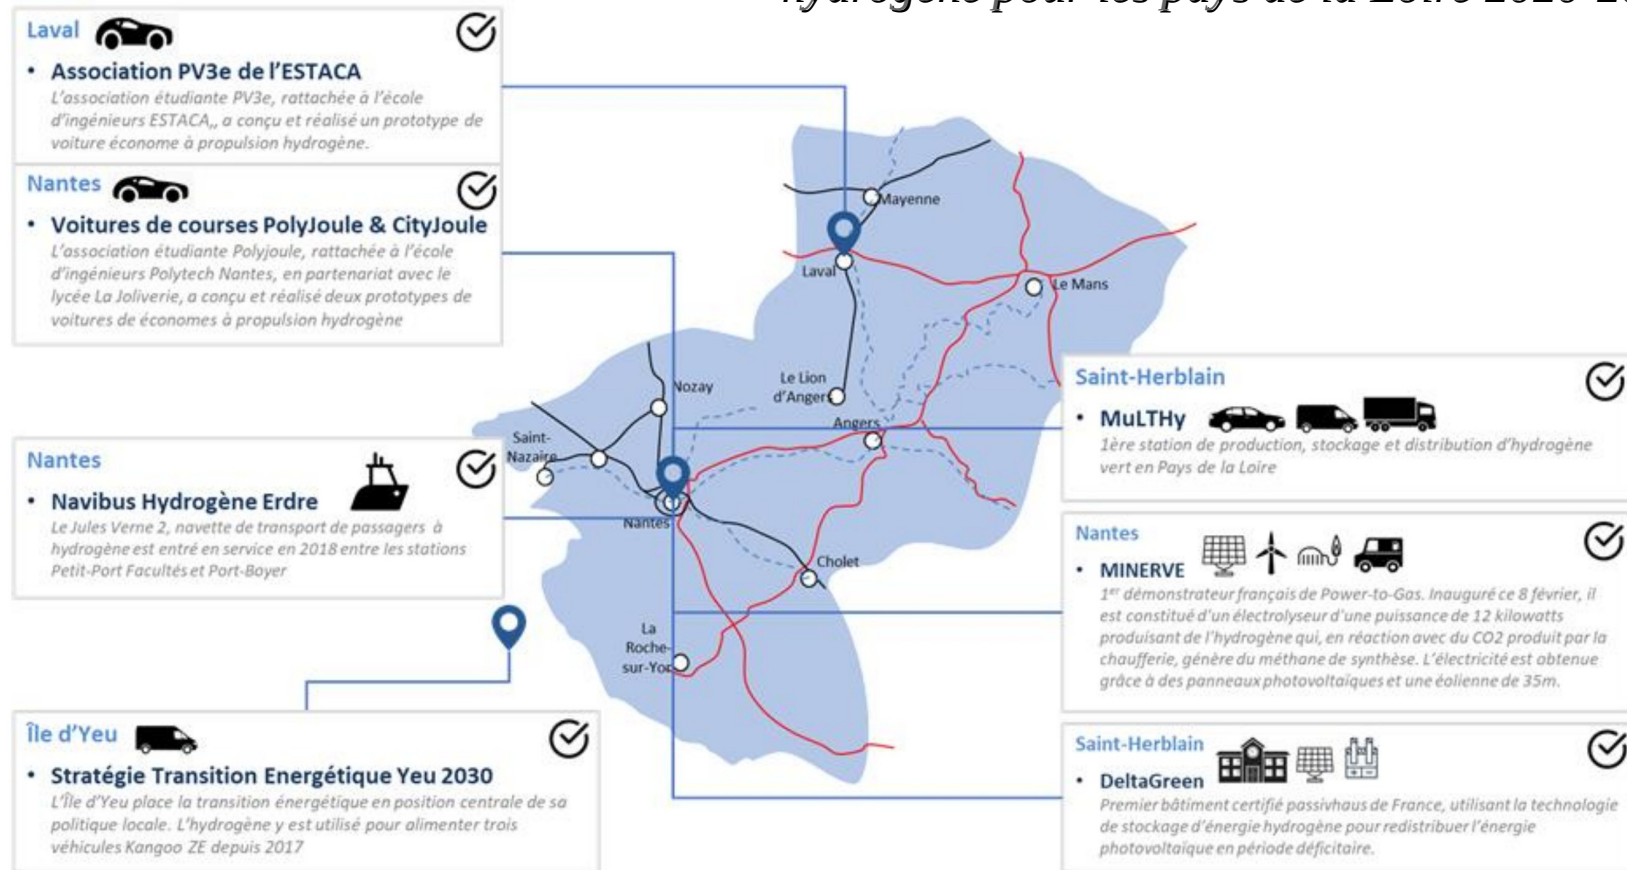 hydrogène pour les pays de la Loire 2020-20
Laval
• Association PV3e de l'ESTACA
L'association étudiante PV3e, rattachée à l'école
d'ingénieurs ESTACA,, a conçu et réalisé un prototype de
voiture économe à propulsion hydrogène.
Nantes
• Voitures de courses PolyJoule & CityJoule
L'association étudiante Polyjoule, rattachée à l'école
d'ingénieurs Polytech Nantes, en partenariat avec le
lycée La Joliverie, a conçu et réalisé deux prototypes de
voitures de économes à propulsion hydrogène
Nantes
• Navibus Hydrogène Erdre
Le Jules Verne 2, navette de transport de passagers à
hydrogène est entré en service en 2018 entre les stations
Petit-Port Facultés et Port-Boyer
Île d'Yeu
• Stratégie Transition Energétique Yeu 2030
L'Île d'Yeu place la transition énergétique en position centrale de sa
politique locale. L'hydrogène y est utilisé pour alimenter trois
véhicules Kangoo ZE depuis 2017
Mayenne
Laval
Le Mans
Le Lion
d'Angers
Nozay
Angers
Saint-
Nazaire
Nantes
Cholet
La
Roche-
sur-Yon
Saint-Herblain
• MuLTHy
1ère station de production, stockage et distribution d'hydrogène
vert en Pays de la Loire
Nantes
• MINERVE
1er démonstrateur français de Power-to-Gas. Inauguré ce 8 février, il
est constitué d'un électrolyseur d'une puissance de 12 kilowatts
produisant de l'hydrogène qui, en réaction avec du CO2 produit par la
chaufferie, génère du méthane de synthèse. L'électricité est obtenue
grâce à des panneaux photovoltaïques et une éolienne de 35m.
Saint-Herblain
• DeltaGreen
Premier bâtiment certifié passivhaus de France, utilisant la technologie
de stockage d'énergie hydrogène pour redistribuer l'énergie
photovoltaïque en période déficitaire.